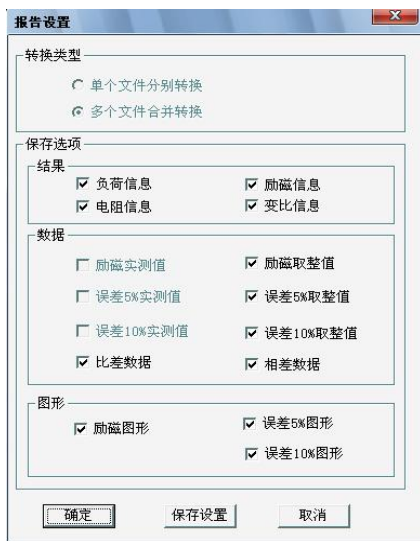 报告设置
转换类型
单个文件分别转换
多个文件合并转换
保存选项
结果
负荷信息 励磁信息
电阻信息 变比信息
数据
励磁实测值 励磁取整值
误差5%实测值 误差5%取整值
误差10%实测值 误差10%取整值
比差数据 相差数据
图形
励磁图形 误差5%图形
误差10%图形
确定 保存设置 取消